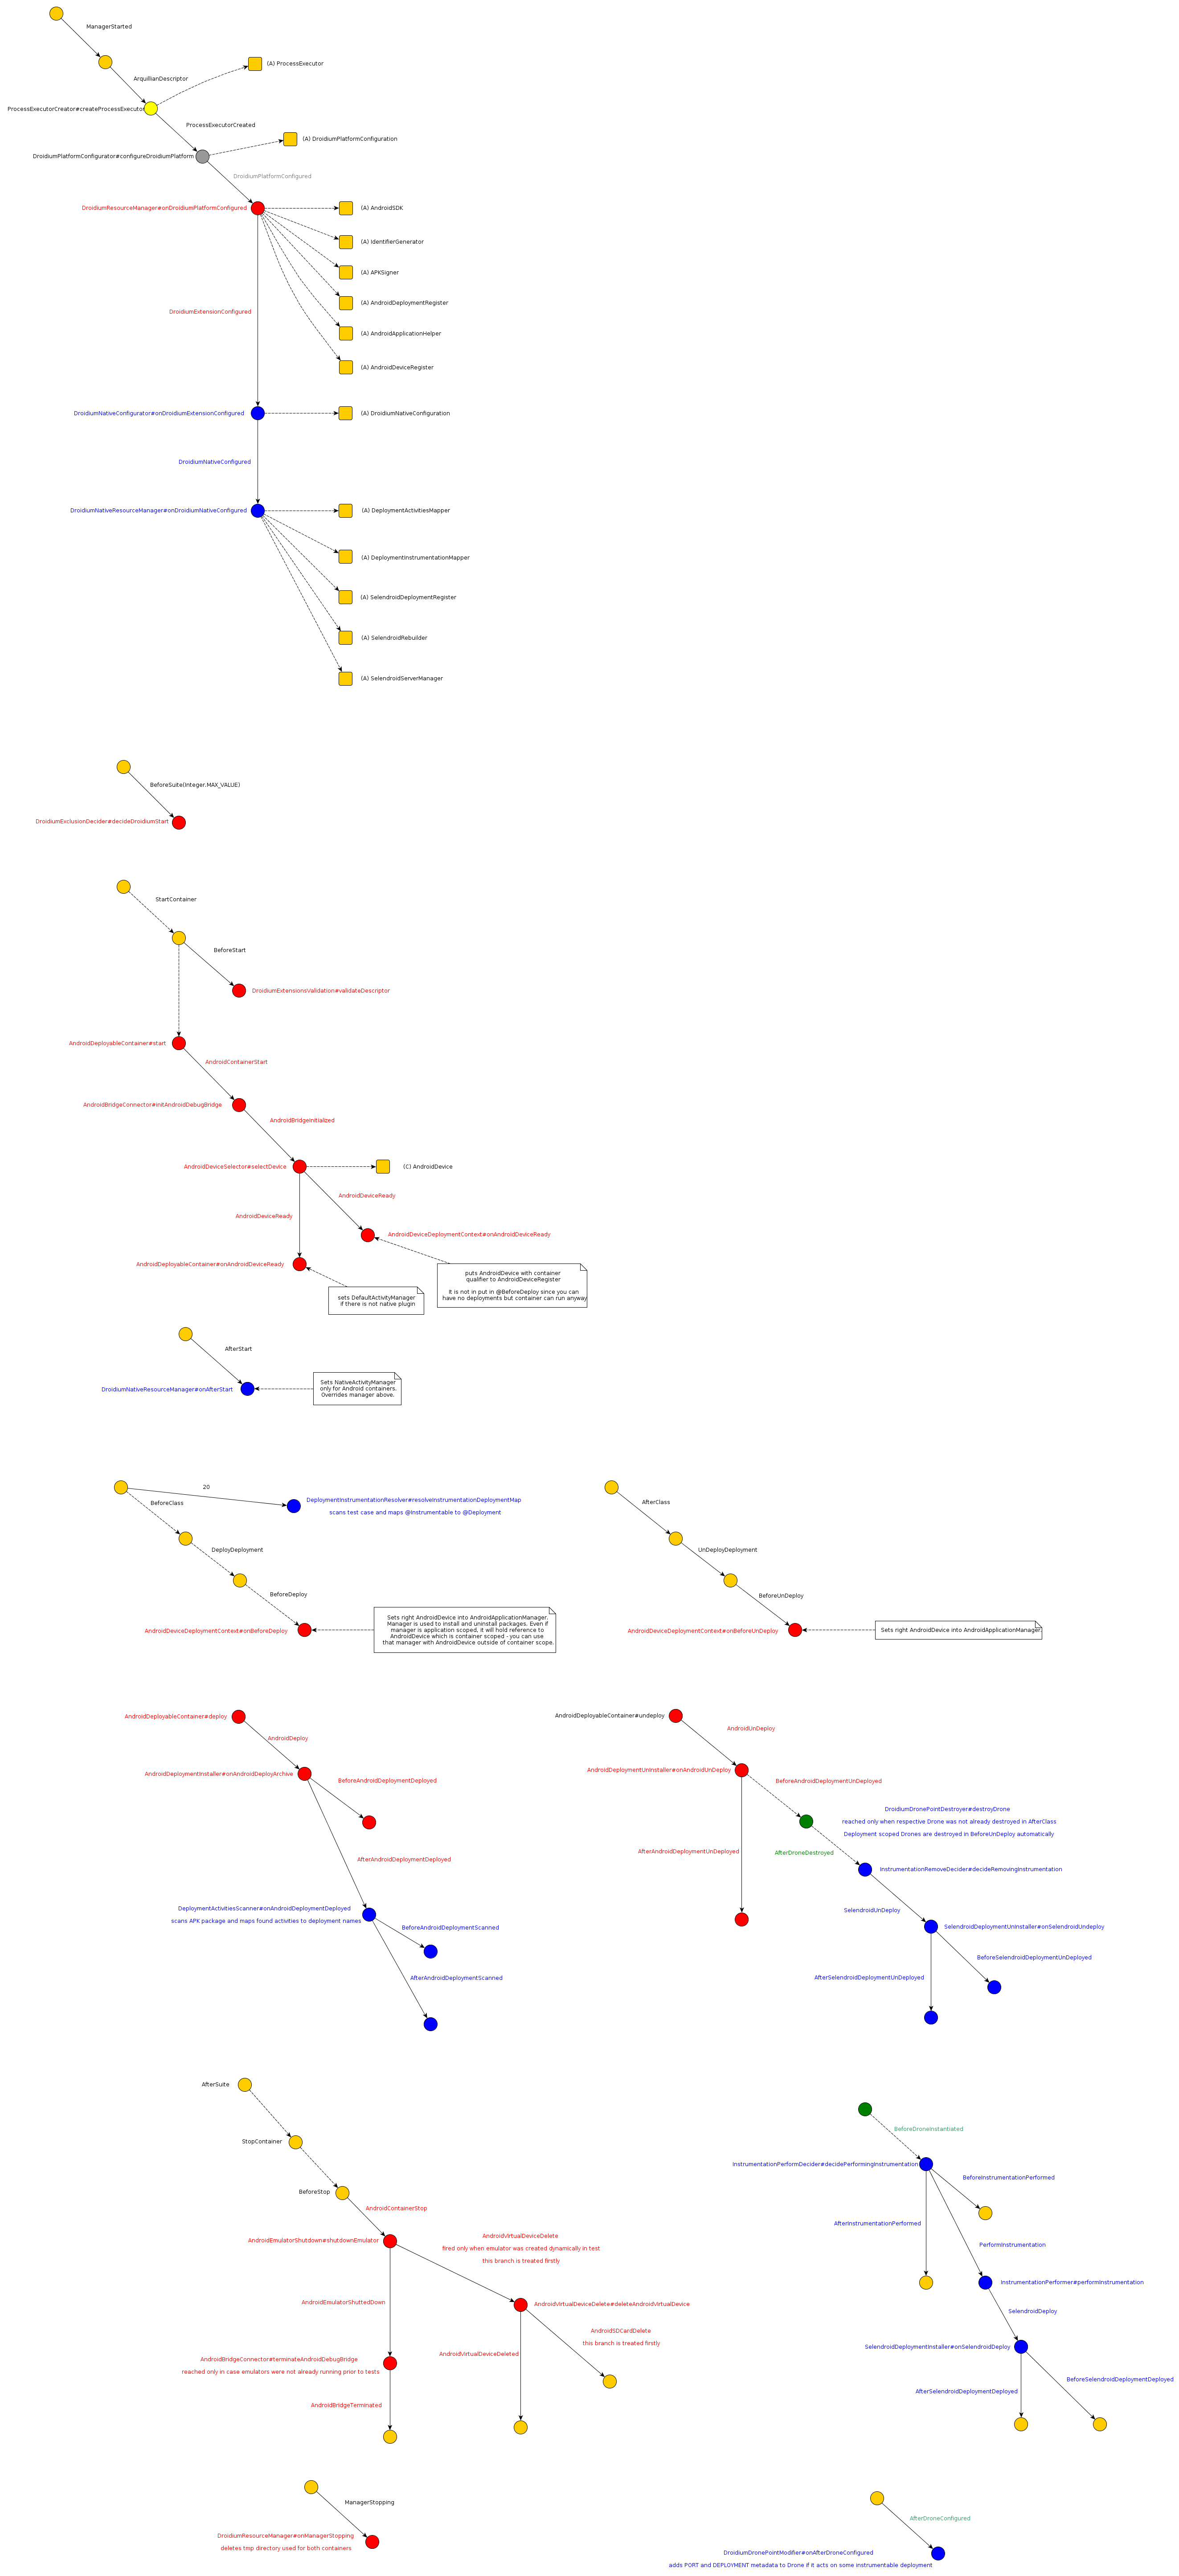 ManagerStarted
(A) ProcessExecutor
ArquillianDescriptor
ProcessExecutorCreator#createProcessExecutor
ProcessExecutorCreated
(A) DroidiumPlatformConfiguration
DroidiumPlatformConfigurator#configureDroidiumPlatform
DroidiumPlatformConfigured
DroidiumResourceManager#onDroidiumPlatformConfigured
(A) AndroidSDK
(A) IdentifierGenerator
(A) APKSigner
(A) AndroidDeploymentRegister
DroidiumExtensionConfigured
(A) AndroidApplicationHelper
(A) AndroidDeviceRegister
DroidiumNativeConfigurator#onDroidiumExtensionConfigured
(A) DroidiumNativeConfiguration
DroidiumNativeConfigured
DroidiumNativeResourceManager#onDroidiumNativeConfigured
(A) DeploymentActivitiesMapper
(A) DeploymentInstrumentationMapper
(A) SelendroidDeploymentRegister
(A) SelendroidRebuilder
(A) SelendroidServerManager
BeforeSuite(Integer.MAX_VALUE)
DroidiumExclusionDecider#decideDroidiumStart
StartContainer
BeforeStart
DroidiumExtensionsValidation#validateDescriptor
AndroidDeployableContainer#start
AndroidContainerStart
AndroidBridgeConnector#initAndroidDebugBridge
AndroidBridgeInitialized
AndroidDeviceSelector#selectDevice
(C) AndroidDevice
AndroidDeviceReady
AndroidDeviceReady
AndroidDeviceDeploymentContext#onAndroidDeviceReady
AndroidDeployableContainer#onAndroidDeviceReady
puts AndroidDevice with container
qualifier to AndroidDeviceRegister
It is not in put in @BeforeDeploy since you can
have no deployments but container can run anyway
sets DefaultActivityManager
if there is not native plugin
AfterStart
DroidiumNativeResourceManager#onAfterStart
Sets NativeActivityManager
only for Android containers.
Overrides manager above.
20
BeforeClass
DeploymentInstrumentationResolver#resolveInstrumentationDeploymentMap
scans test case and maps @Instrumentable to @Deployment
DeployDeployment
BeforeDeploy
AndroidDeviceDeploymentContext#onBeforeDeploy
Sets right AndroidDevice into AndroidApplicationManager.
Manager is used to install and uninstall packages. Even if
manager is application scoped, it will hold reference to
AndroidDevice which is container scoped - you can use
that manager with AndroidDevice outside of container scope.
AfterClass
UnDeployDeployment
BeforeUnDeploy
AndroidDeviceDeploymentContext#onBeforeUnDeploy
Sets right AndroidDevice into AndroidApplicationManager.
AndroidDeployableContainer#deploy
AndroidDeploy
AndroidDeploymentInstaller#onAndroidDeployArchive
BeforeAndroidDeploymentDeployed
AfterAndroidDeploymentDeployed
DeploymentActivitiesScanner#onAndroidDeploymentDeployed
scans APK package and maps found activities to deployment names
BeforeAndroidDeploymentScanned
AfterAndroidDeploymentScanned
AndroidDeployableContainer#undeploy
AndroidUnDeploy
AndroidDeploymentUninstaller#onAndroidUnDeploy
BeforeAndroidDeploymentUnDeployed
DroidiumDronePointDestroyer#destroyDrone
reached only when respective Drone was not already destroyed in AfterClass
Deployment scoped Drones are destroyed in BeforeUnDeploy automatically
AfterAndroidDeploymentUnDeployed
AfterDroneDestroyed
InstrumentationRemoveDecider#decideRemovingInstrumentation
SelendroidUnDeploy
SelendroidDeploymentUnInstaller#onSelendroidUndeploy
BeforeSelendroidDeploymentUnDeployed
AfterSelendroidDeploymentUnDeployed
AfterSuite
StopContainer
BeforeStop
AndroidContainerStop
AndroidEmulatorShutdown#shutdownEmulator
AndroidVirtualDeviceDelete
fired only when emulator was created dynamically in test
this branch is treated firstly
AndroidEmulatorShuttedDown
AndroidVirtualDeviceDelete#deleteAndroidVirtualDevice
AndroidSDCardDelete
this branch is treated firstly
AndroidVirtualDeviceDeleted
AndroidBridgeConnector#terminateAndroidDebugBridge
reached only in case emulators were not already running prior to tests
AndroidBridgeTerminated
BeforeDroneInstantiated
InstrumentationPerformDecider#decidePerformingInstrumentation
BeforeInstrumentationPerformed
AfterInstrumentationPerformed
PerformInstrumentation
InstrumentationPerformer#performInstrumentation
SelendroidDeploy
SelendroidDeploymentInstaller#onSelendroidDeploy
BeforeSelendroidDeploymentDeployed
AfterSelendroidDeploymentDeployed
ManagerStopping
DroidiumResourceManager#onManagerStopping
deletes tmp directory used for both containers
AfterDroneConfigured
DroidiumDronePointModifier#onAfterDroneConfigured
adds PORT and DEPLOYMENT metadata to Drone if it acts on some instrumentable deployment